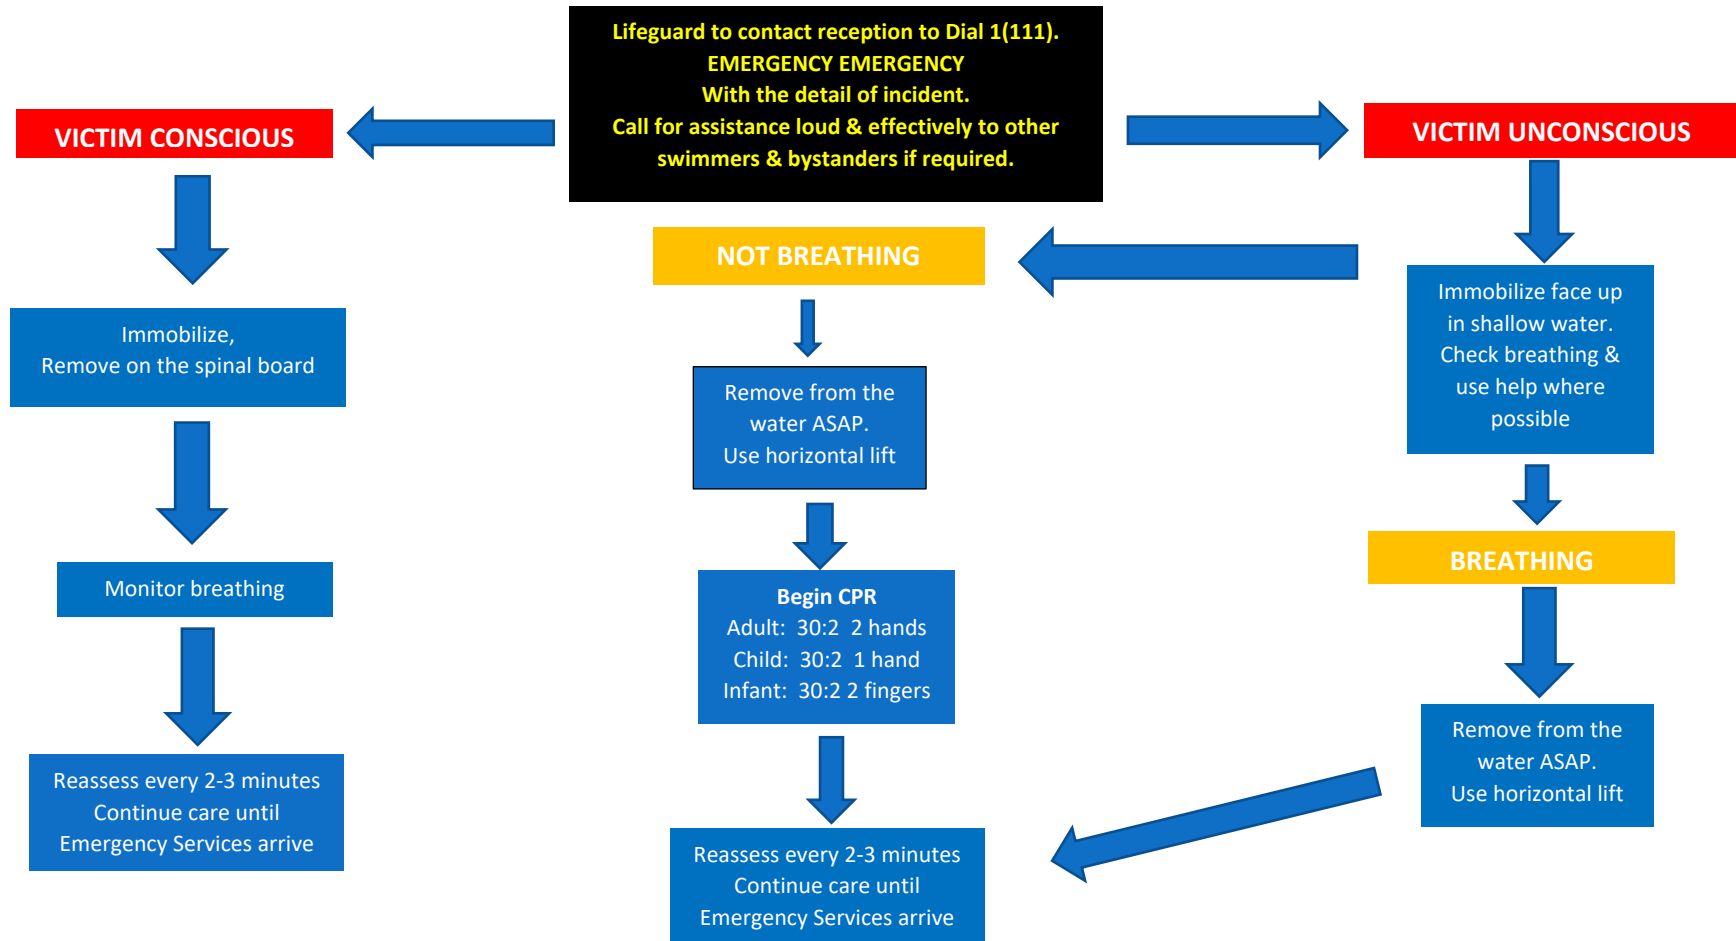 Lifeguard to contact reception to Dial 1(111).
EMERGENCY EMERGENCY
With the detail of incident.
Call for assistance loud & effectively to other
swimmers & bystanders if required.
VICTIM CONSCIOUS
Immobilize,
Remove on the spinal board
Monitor breathing
Reassess every 2-3 minutes
Continue care until
Emergency Services arrive
NOT BREATHING
Remove from the
water ASAP.
Use horizontal lift
Begin CPR
Adult: 30:2 2 hands
Child: 30:2 1 hand
Infant: 30:2 2 fingers
Reassess every 2-3 minutes
Continue care until
Emergency Services arrive
VICTIM UNCONSCIOUS
Immobilize face up
in shallow water.
Check breathing &
use help where
possible
BREATHING
Remove from the
water ASAP.
Use horizontal lift